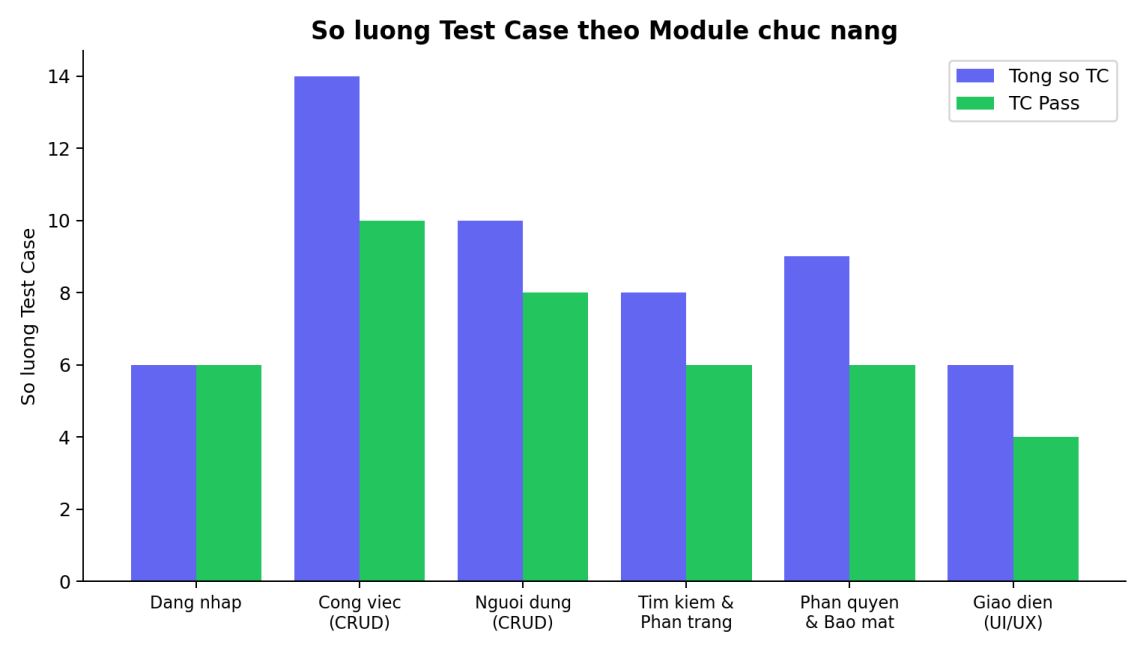 So luong Test Case theo Module chuc nang
Tong so TC
TC Pass
So luong Test Case
14
12
10
8
6
4
2
0
Dang nhap
Cong viec
(CRUD)
Nguoi dung
(CRUD)
Tim kiem &
Phan trang
Phan quyen
& Bao mat
Giao dien
(UI/UX)